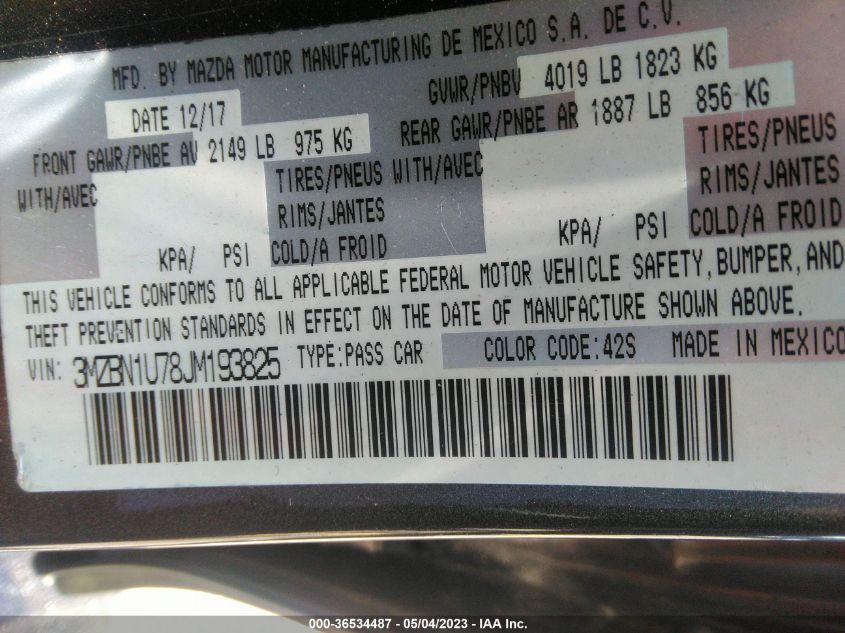 MFD. BY MAZDA MOTOR MANUFACTURING DE MEXICO S.A. DE C.V.
DATE 12/17 GVWR/PNBV 4019 LB 1823 KG
FRONT GAWR/PNBE AV 2149 LB 975 KG REAR GAWR/PNBE AR 1887 LB 856 KG
WITH/AVEC TIRES/PNEUS WITH/AVEC TIRES/PNEUS
RIMS/JANTES RIMS/JANTES
KPA/ PSI COLD/A FROID KPA/ PSI COLD/A FROID
THIS VEHICLE CONFORMS TO ALL APPLICABLE FEDERAL MOTOR VEHICLE SAFETY, BUMPER, AND
THEFT PREVENTION STANDARDS IN EFFECT ON THE DATE OF MANUFACTURE SHOWN ABOVE.
VIN: 3MZBN1U78JM193825 TYPE:PASS CAR COLOR CODE:42S MADE IN MEXICO
000-36534487 - 05/04/2023 - IAA Inc.